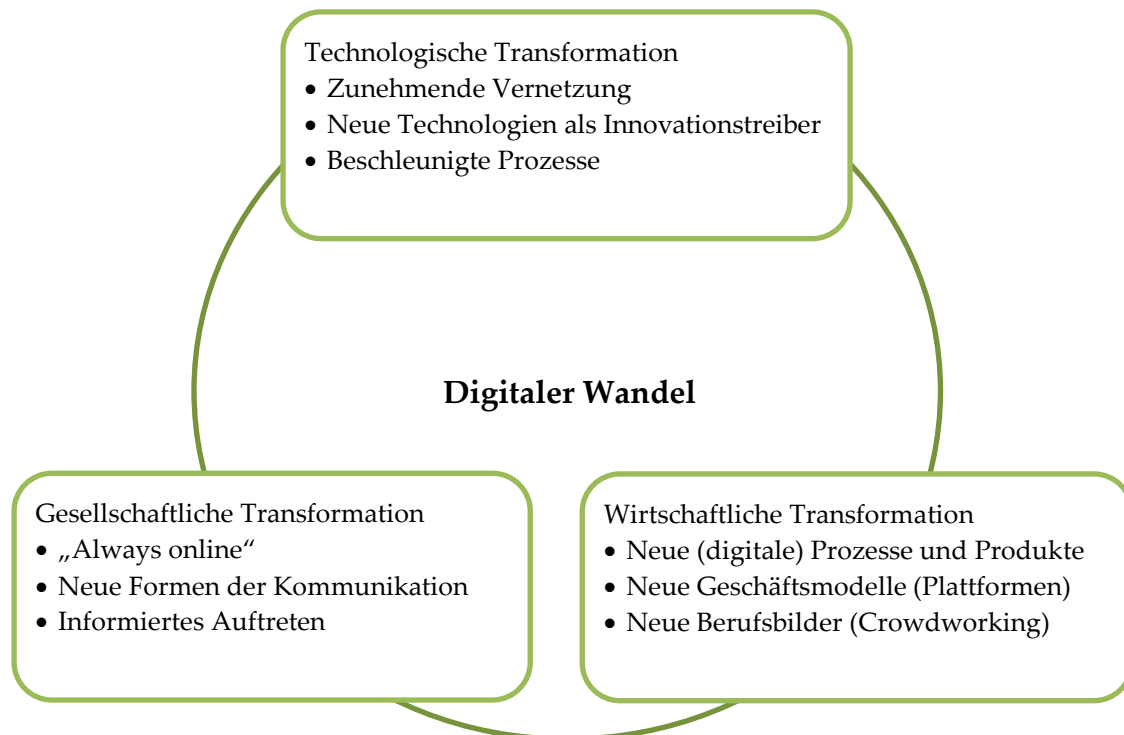 Technologische Transformation
• Zunehmende Vernetzung
• Neue Technologien als Innovationstreiber
• Beschleunigte Prozesse
Digitaler Wandel
Gesellschaftliche Transformation
• „Always online“
• Neue Formen der Kommunikation
• Informiertes Auftreten
Wirtschaftliche Transformation
• Neue (digitale) Prozesse und Produkte
• Neue Geschäftsmodelle (Plattformen)
• Neue Berufsbilder (Crowdworking)